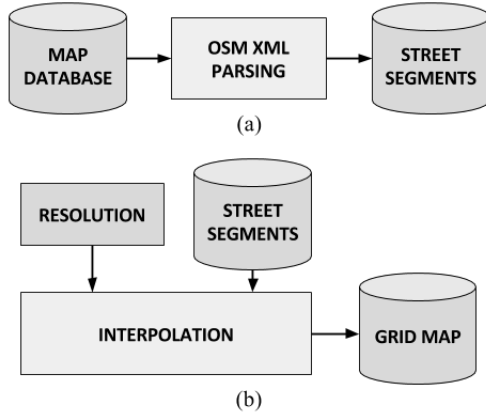 MAP
DATABASE
OSM XML
PARSING
STREET
SEGMENTS
(a)
RESOLUTION
STREET
SEGMENTS
INTERPOLATION
GRID MAP
(b)